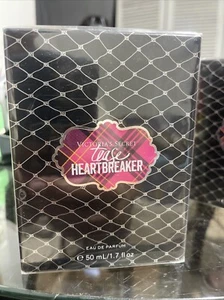 VICTORIA'S SECRET
tease
HEARTBREAKER
EAU DE PARFUM
℮ 50 mL/1.7 fl oz